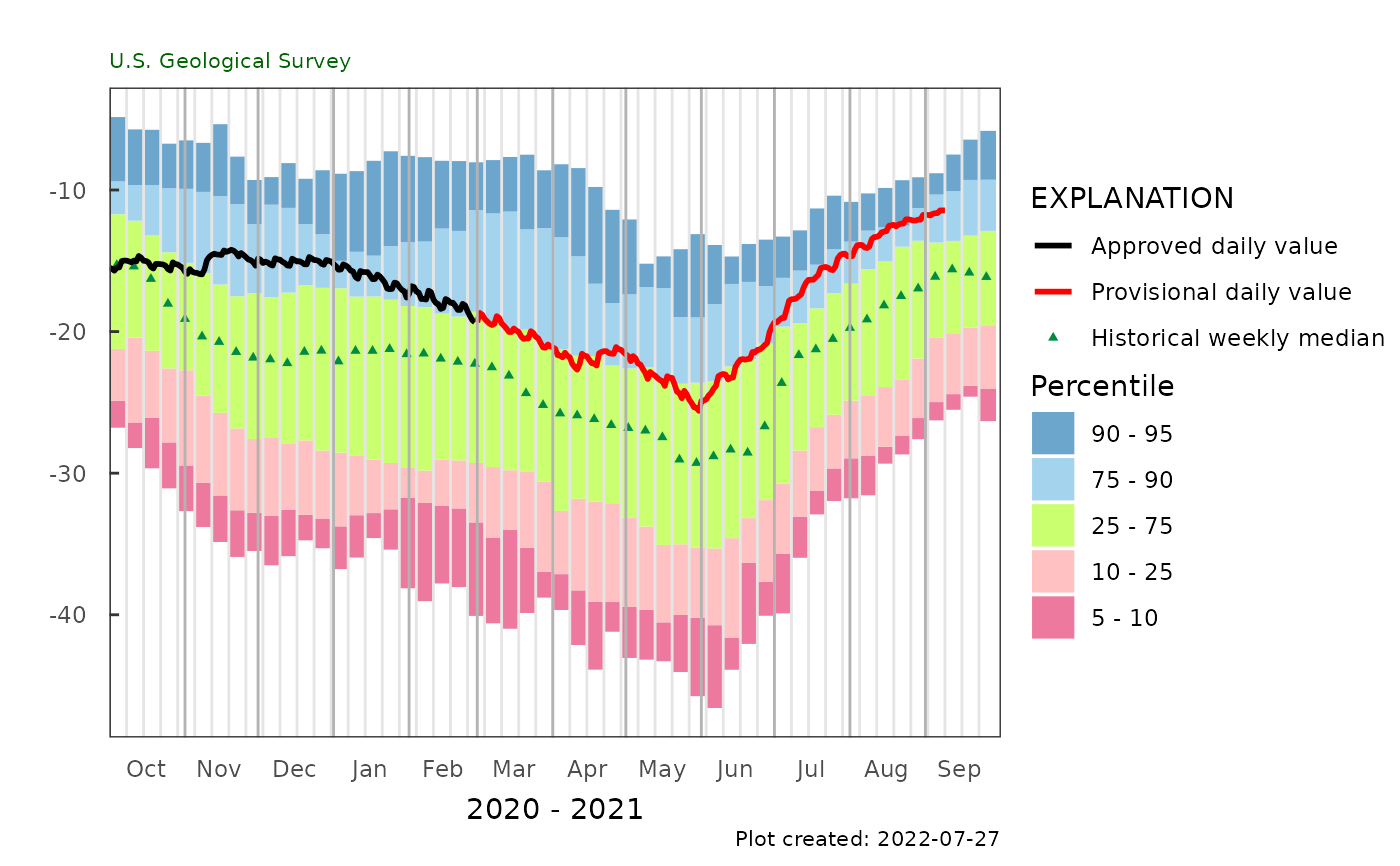 U.S. Geological Survey
-10
-20
-30
-40
Oct Nov Dec Jan Feb Mar Apr May Jun Jul Aug Sep
2020 - 2021
Plot created: 2022-07-27
EXPLANATION
Approved daily value
Provisional daily value
Historical weekly median
Percentile
90 - 95
75 - 90
25 - 75
10 - 25
5 - 10